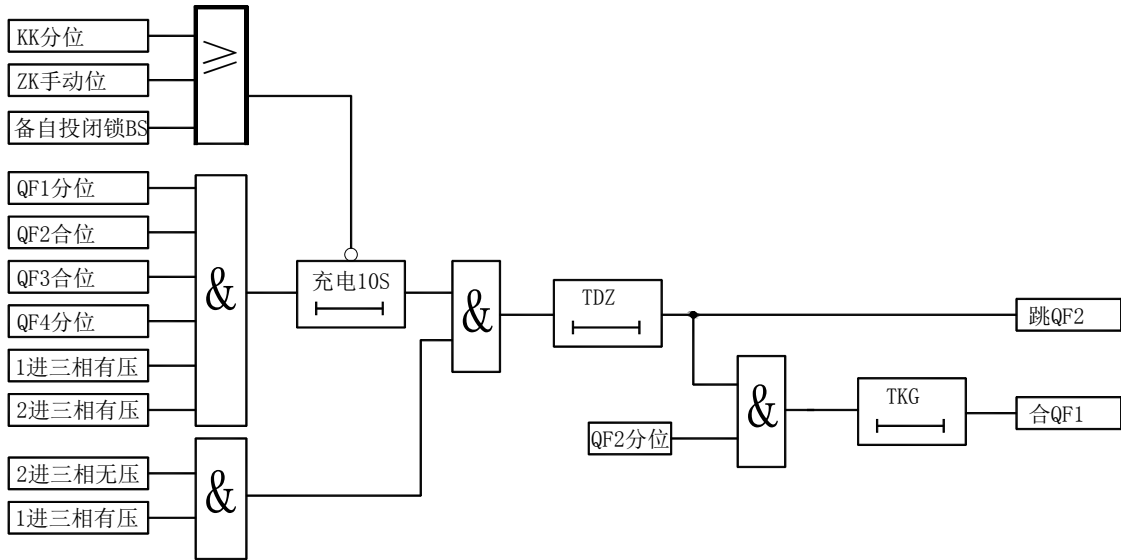 KK分位
ZK手动位
备自投闭锁BS
≥
QF1分位
QF2合位
QF3合位
QF4分位
1进三相有压
2进三相有压
&
充电10S
&
TDZ
跳QF2
&
TKG
合QF1
QF2分位
2进三相无压
1进三相有压
&